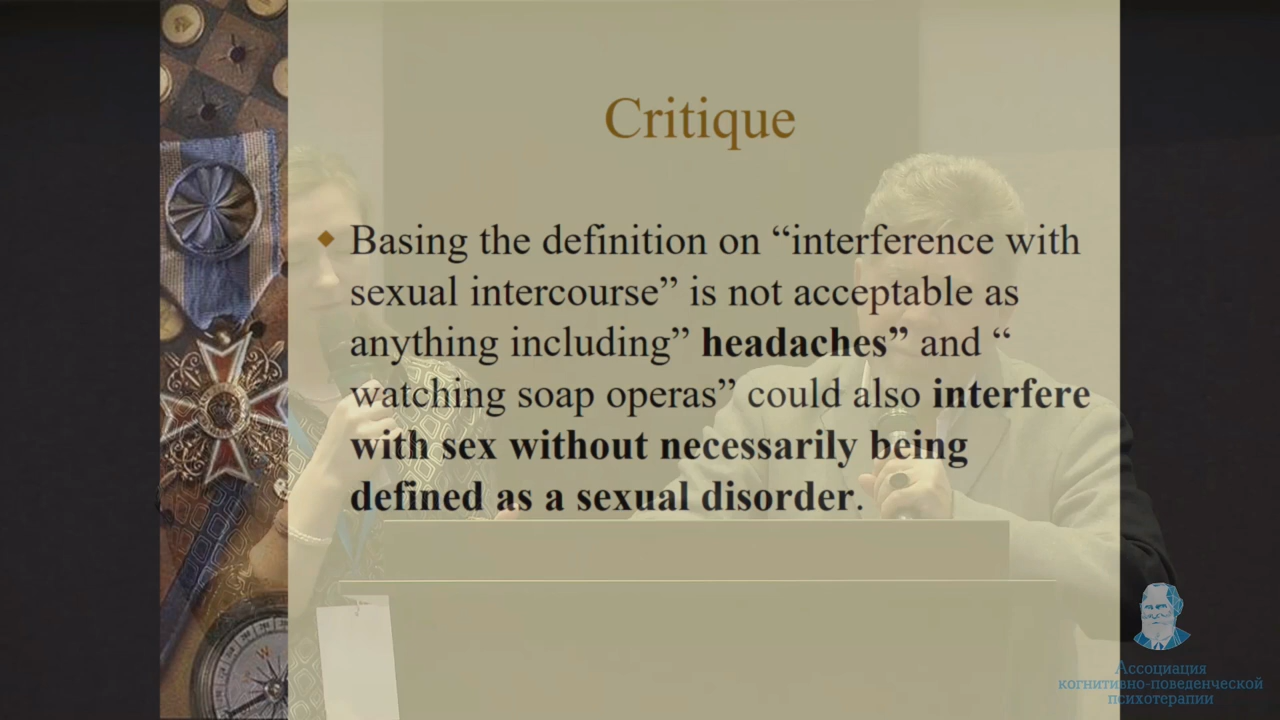 Critique
Basing the definition on “interference with
sexual intercourse” is not acceptable as
anything including” headaches” and “
watching soap operas” could also interfere
with sex without necessarily being
defined as a sexual disorder.
Ассоциация
когнитивно-поведенческой
психотерапии